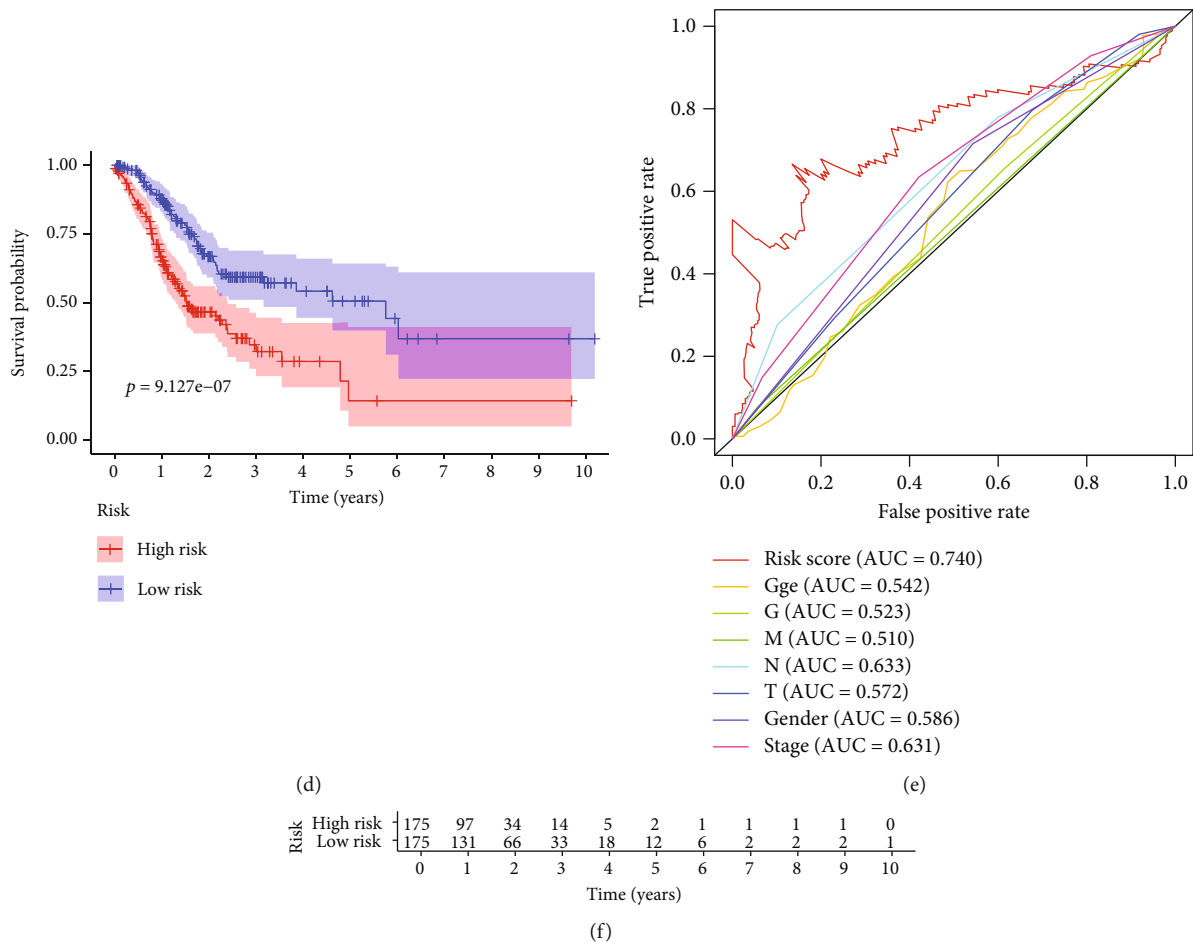 1.00
0.75
0.50
0.25
0.00
Survival probability
p = 9.127e−07
0 1 2 3 4 5 6 7 8 9 10
Time (years)
Risk
High risk
Low risk
(d)
1.0
0.8
0.6
0.4
0.2
0.0
True positive rate
0.0 0.2 0.4 0.6 0.8 1.0
False positive rate
Risk score (AUC = 0.740)
Gge (AUC = 0.542)
G (AUC = 0.523)
M (AUC = 0.510)
N (AUC = 0.633)
T (AUC = 0.572)
Gender (AUC = 0.586)
Stage (AUC = 0.631)
(e)
Risk
High risk 175 97 34 14 5 2 1 1 1 1 0
Low risk 175 131 66 33 18 12 6 2 2 2 1
0 1 2 3 4 5 6 7 8 9 10
Time (years)
(f)